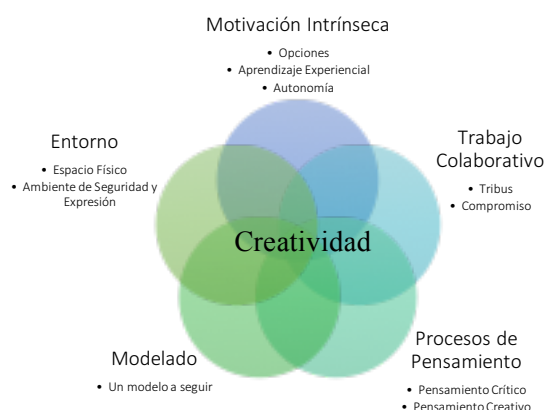 Motivación Intrínseca
• Opciones
• Aprendizaje Experiencial
• Autonomía
Trabajo
Colaborativo
• Tribus
• Compromiso
Procesos de
Pensamiento
• Pensamiento Crítico
• Pensamiento Creativo
Modelado
• Un modelo a seguir
Entorno
• Espacio Físico
• Ambiente de Seguridad y
Expresión
Creatividad